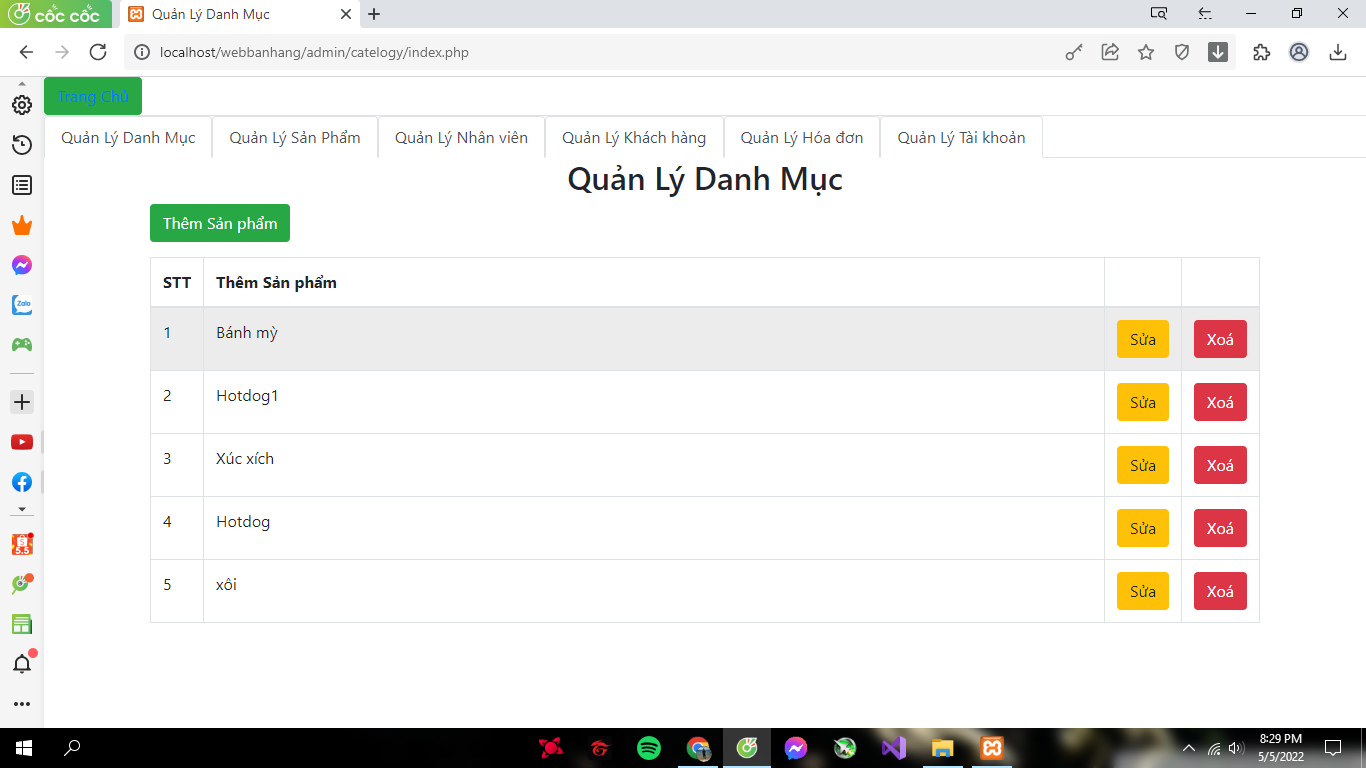 cốc cốc
Quản Lý Danh Mục
localhost/webbanhang/admin/catelogy/index.php
Trang Chủ
Quản Lý Danh Mục
Quản Lý Sản Phẩm
Quản Lý Nhân viên
Quản Lý Khách hàng
Quản Lý Hóa đơn
Quản Lý Tài khoản
Quản Lý Danh Mục
Thêm Sản phẩm
STT Thêm Sản phẩm
1 Bánh mỳ Sửa Xoá
2 Hotdog1 Sửa Xoá
3 Xúc xích Sửa Xoá
4 Hotdog Sửa Xoá
5 xôi Sửa Xoá
Zalo
5.5
8:29 PM
5/5/2022